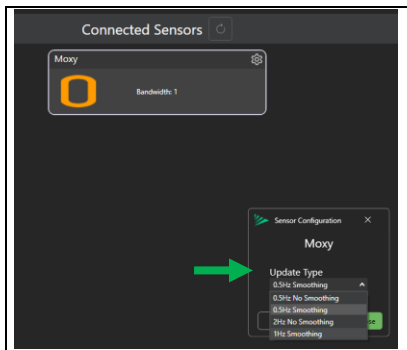 Connected Sensors
Moxy
Bandwidth: 1
Sensor Configuration
Moxy
Update Type
0.5Hz Smoothing
0.5Hz No Smoothing
0.5Hz Smoothing
2Hz No Smoothing
1Hz Smoothing